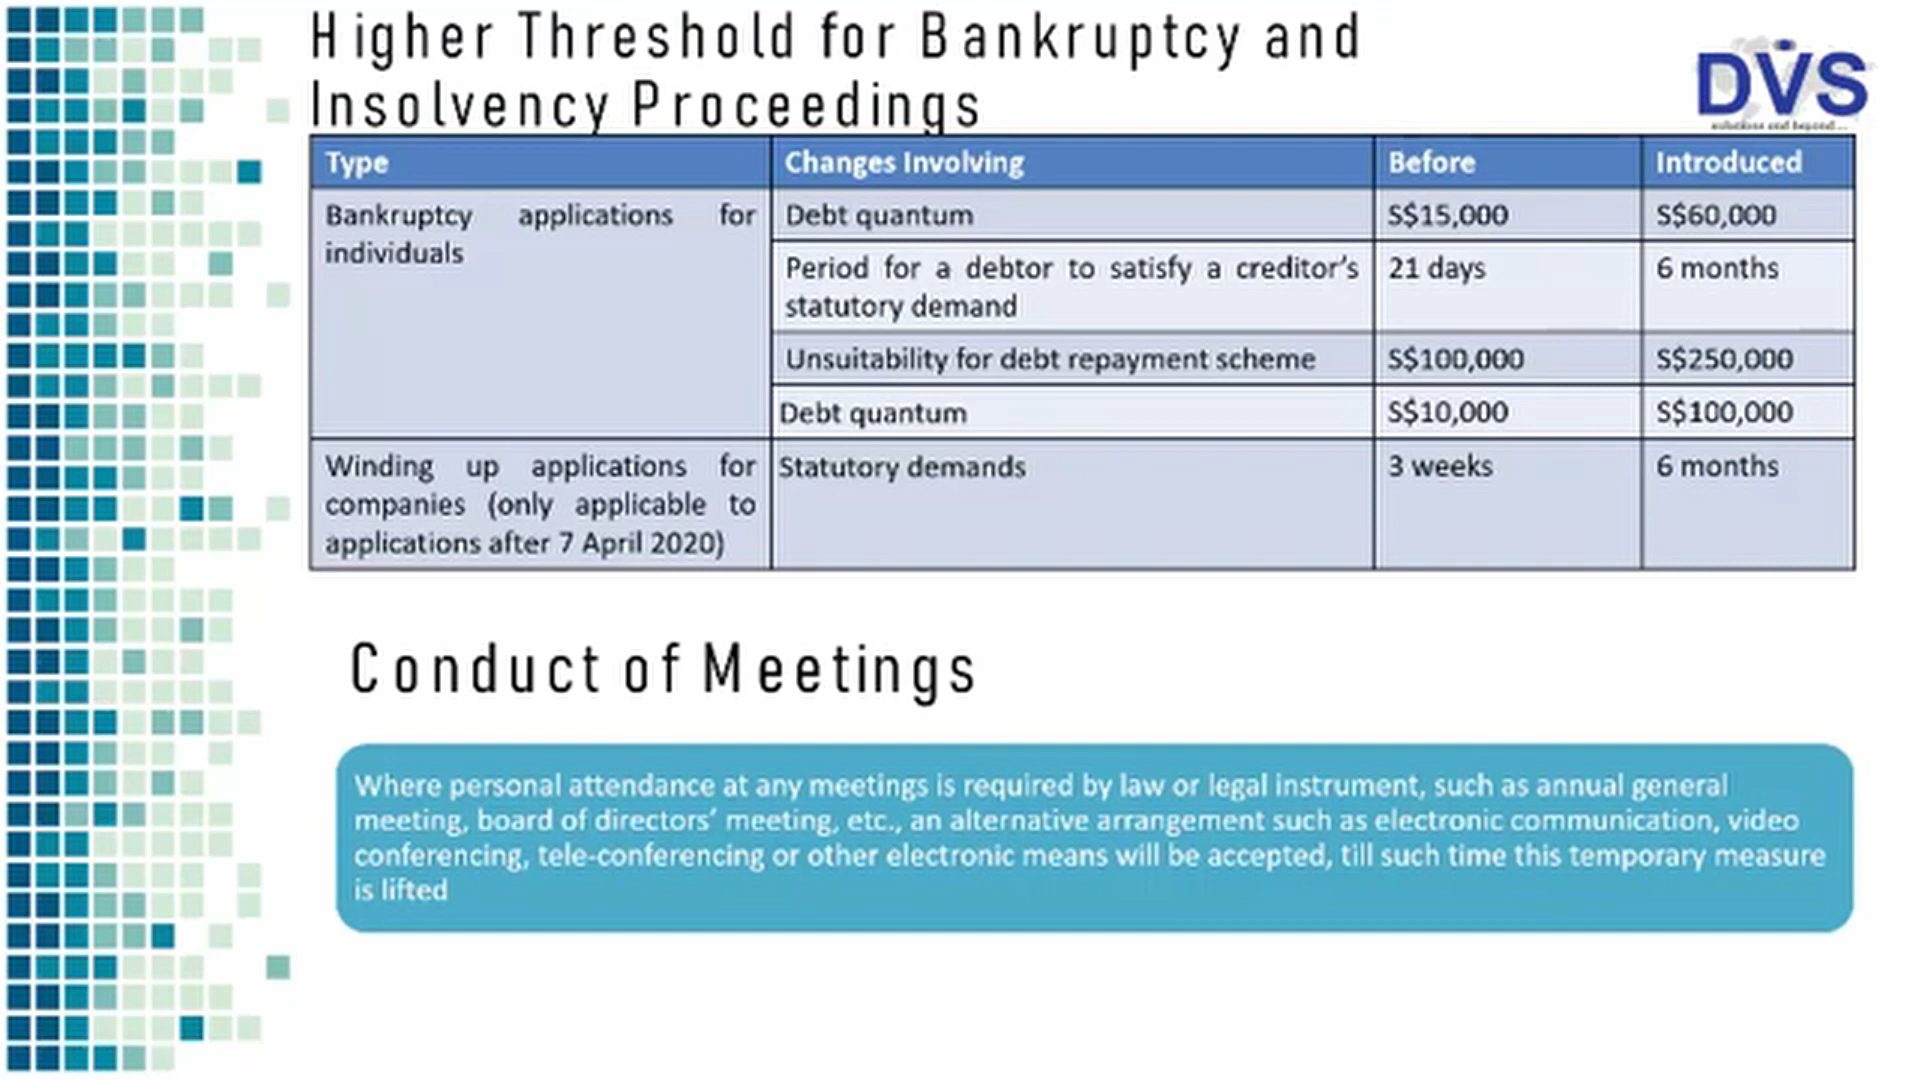 Higher Threshold for Bankruptcy and
Insolvency Proceedings
DVS
solutions and beyond...
Type
Changes Involving
Before
Introduced
Bankruptcy applications for
individuals
Debt quantum
S$15,000
S$60,000
Period for a debtor to satisfy a creditor’s
statutory demand
21 days
6 months
Unsuitability for debt repayment scheme
S$100,000
S$250,000
Debt quantum
S$10,000
S$100,000
Winding up applications for
companies (only applicable to
applications after 7 April 2020)
Statutory demands
3 weeks
6 months
Conduct of Meetings
Where personal attendance at any meetings is required by law or legal instrument, such as annual general
meeting, board of directors’ meeting, etc., an alternative arrangement such as electronic communication, video
conferencing, tele-conferencing or other electronic means will be accepted, till such time this temporary measure
is lifted